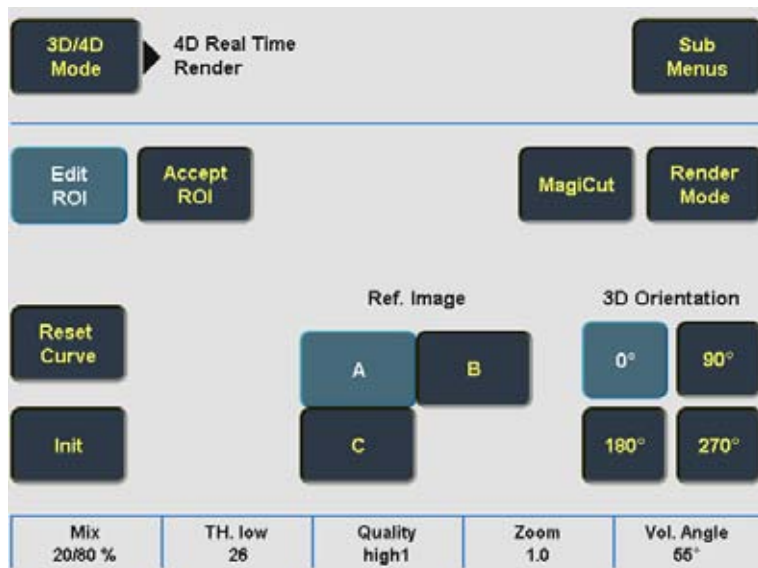 3D/4D
Mode
4D Real Time
Render
Sub
Menus
Edit
ROI
Accept
ROI
MagiCut
Render
Mode
Ref. Image
3D Orientation
Reset
Curve
A
B
0°
90°
Init
C
180°
270°
Mix
20/80 %
TH. low
26
Quality
high1
Zoom
1.0
Vol. Angle
55°